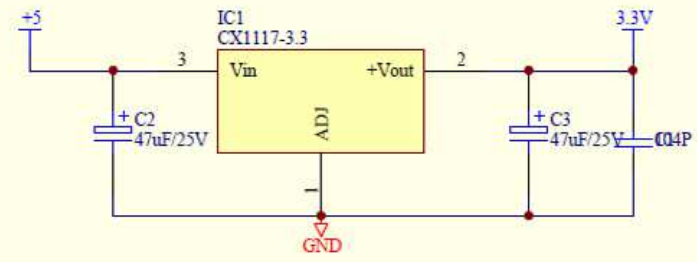 +5
IC1
CX1117-3.3
3.3V
3
Vin
+Vout
2
ADJ
1
+
C2
47uF/25V
+
C3
47uF/25V
GND